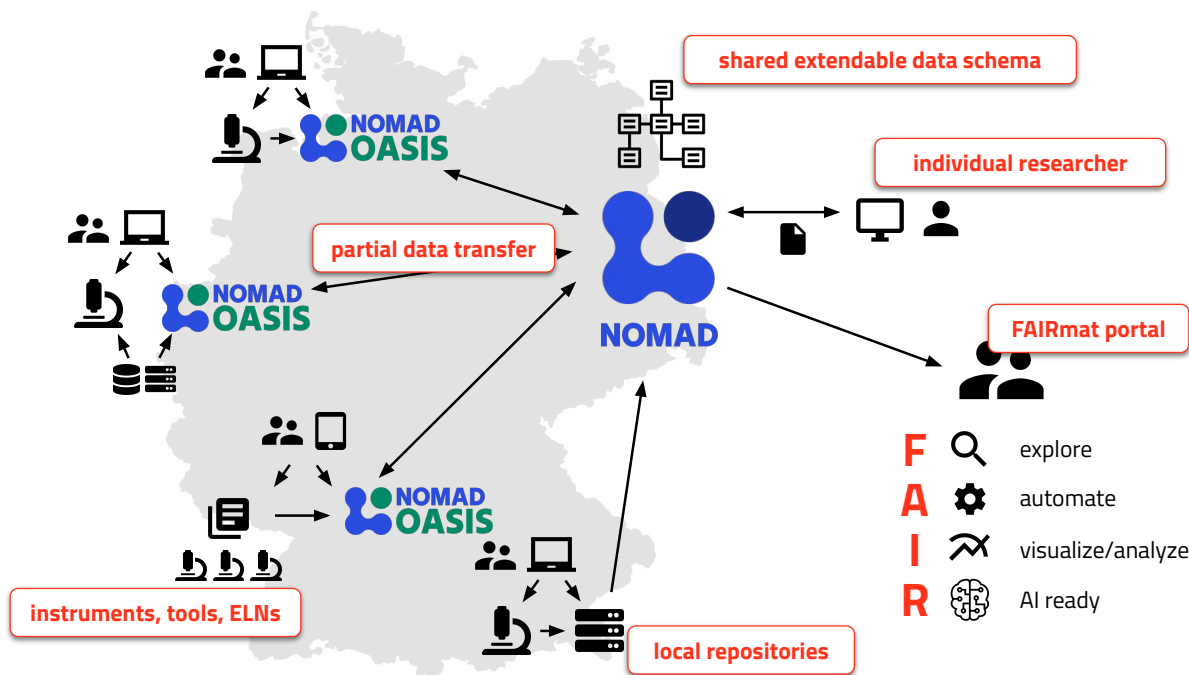 shared extendable data schema
NOMAD
OASIS
individual researcher
partial data transfer
NOMAD
OASIS
NOMAD
FAIRmat portal
F explore
A automate
I visualize/analyze
R AI ready
NOMAD
OASIS
instruments, tools, ELNs
local repositories